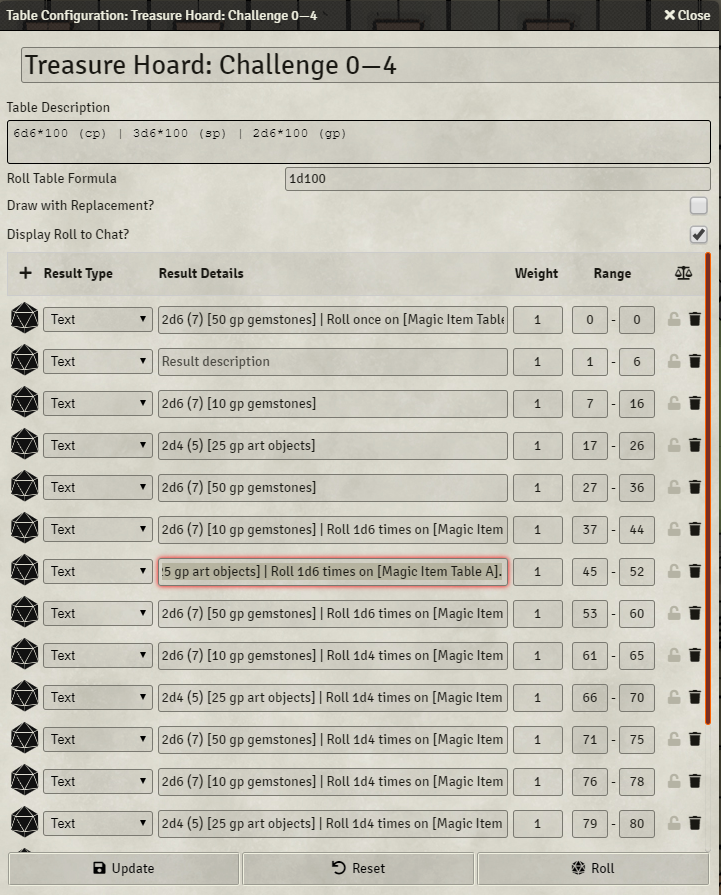 Table Configuration: Treasure Hoard: Challenge 0—4 Close
Treasure Hoard: Challenge 0—4
Table Description
6d6*100 (cp) | 3d6*100 (sp) | 2d6*100 (gp)
Roll Table Formula 1d100
Draw with Replacement?
Display Roll to Chat?
+ Result Type Result Details Weight Range
Text 2d6 (7) [50 gp gemstones] | Roll once on [Magic Item Table 1 0 - 0
Text Result description 1 1 - 6
Text 2d6 (7) [10 gp gemstones] 1 7 - 16
Text 2d4 (5) [25 gp art objects] 1 17 - 26
Text 2d6 (7) [50 gp gemstones] 1 27 - 36
Text 2d6 (7) [10 gp gemstones] | Roll 1d6 times on [Magic Item 1 37 - 44
Text 5 gp art objects] | Roll 1d6 times on [Magic Item Table A]. 1 45 - 52
Text 2d6 (7) [50 gp gemstones] | Roll 1d6 times on [Magic Item 1 53 - 60
Text 2d6 (7) [10 gp gemstones] | Roll 1d4 times on [Magic Item 1 61 - 65
Text 2d4 (5) [25 gp art objects] | Roll 1d4 times on [Magic Item 1 66 - 70
Text 2d6 (7) [50 gp gemstones] | Roll 1d4 times on [Magic Item 1 71 - 75
Text 2d6 (7) [10 gp gemstones] | Roll 1d4 times on [Magic Item 1 76 - 78
Text 2d4 (5) [25 gp art objects] | Roll 1d4 times on [Magic Item 1 79 - 80
Update Reset Roll